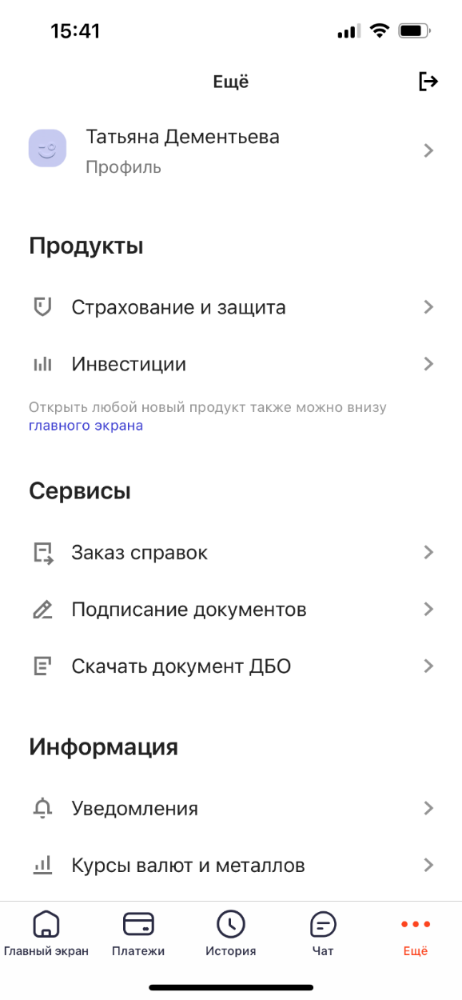 15:41
Ещё
Татьяна Дементьева
Профиль
Продукты
Страхование и защита
Инвестиции
Открыть любой новый продукт также можно внизу
главного экрана
Сервисы
Заказ справок
Подписание документов
Скачать документ ДБО
Информация
Уведомления
Курсы валют и металлов
Главный экран
Платежи
История
Чат
Ещё